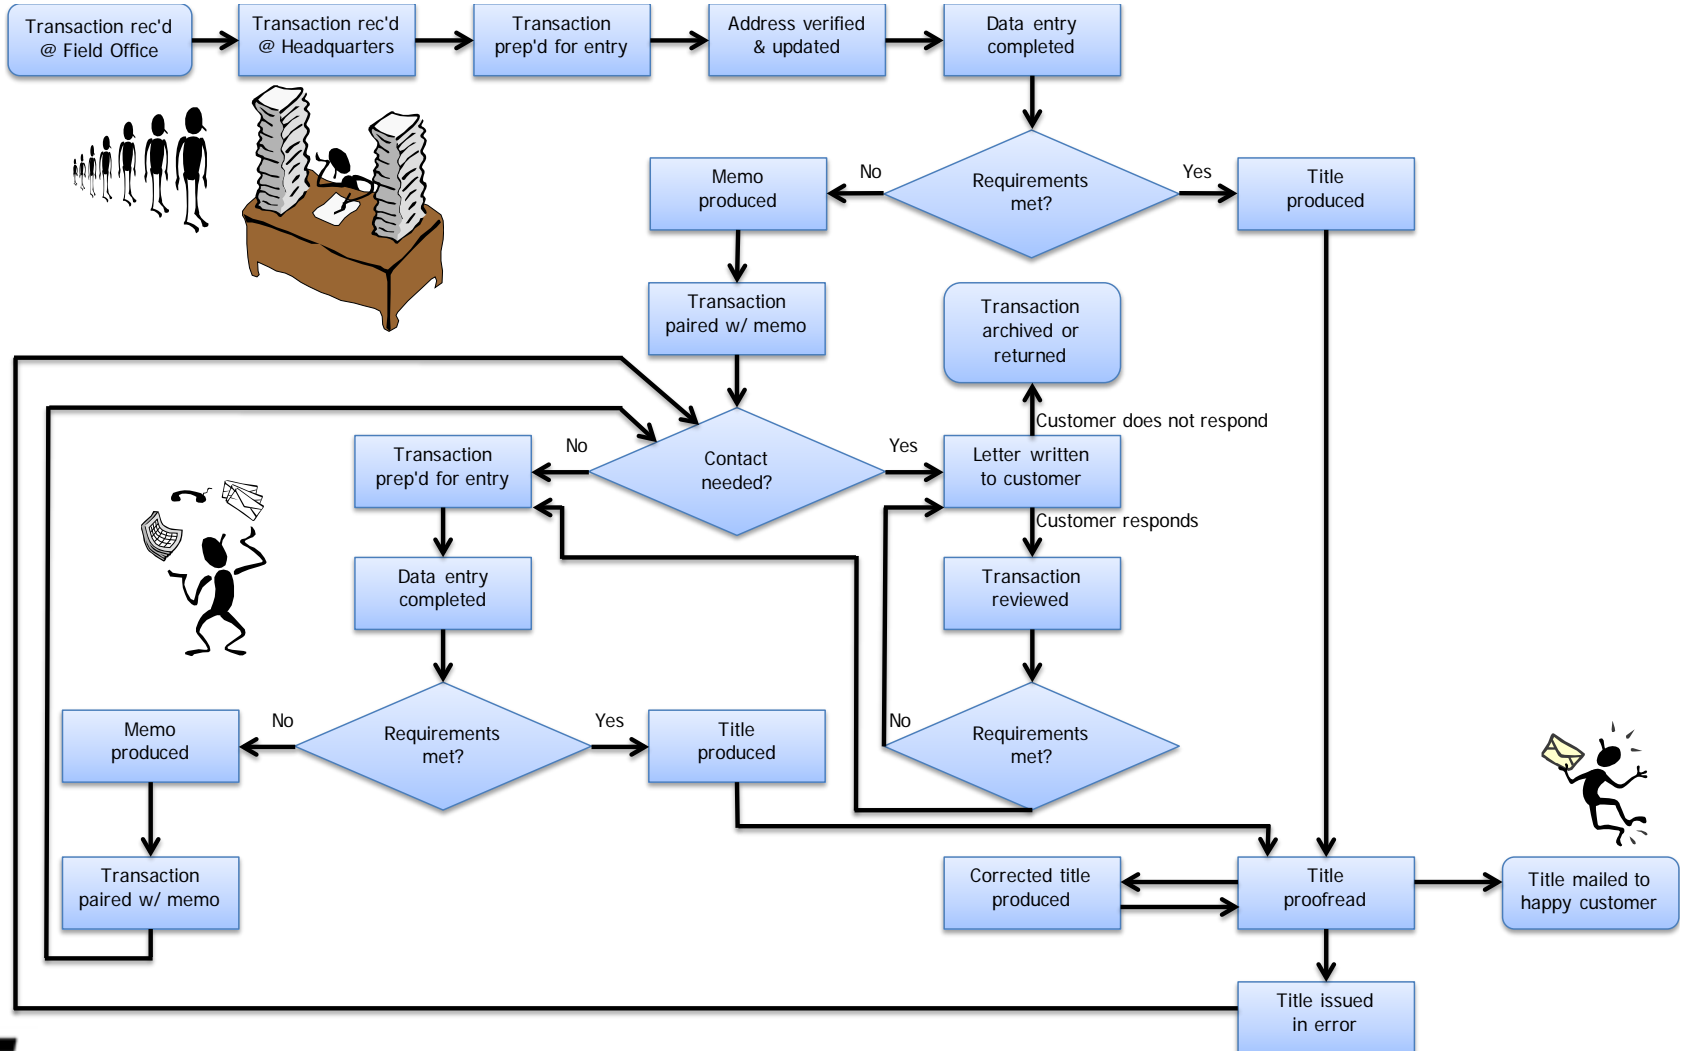 Transaction rec'd
@ Field Office
Transaction rec'd
@ Headquarters
Transaction
prep'd for entry
Address verified
& updated
Data entry
completed
Memo
produced
No
Requirements
met?
Yes
Title
produced
Transaction
paired w/ memo
Transaction
archived or
returned
Customer does not respond
Transaction
prep'd for entry
No
Contact
needed?
Yes
Letter written
to customer
Customer responds
Data entry
completed
Transaction
reviewed
Memo
produced
No
Requirements
met?
Yes
Title
produced
No
Requirements
met?
Transaction
paired w/ memo
Corrected title
produced
Title
proofread
Title mailed to
happy customer
Title issued
in error